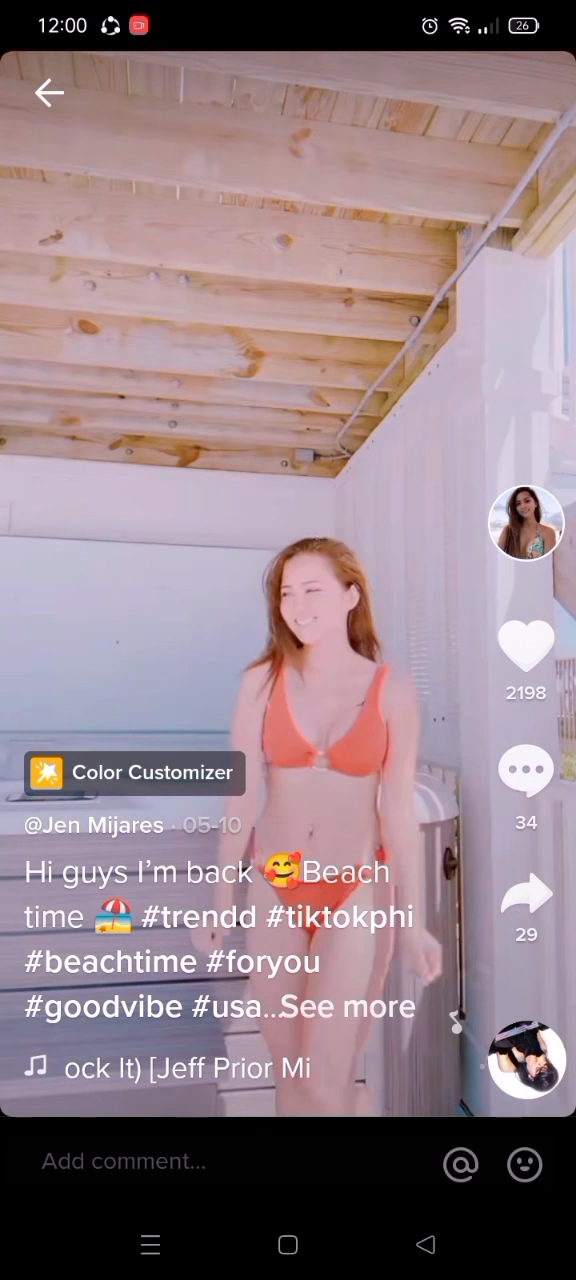 12:00
26
2198
Color Customizer
34
@Jen Mijares · 05-10
Hi guys I'm back 🥰Beach
time 🏖️ #trendd #tiktokphi
#beachtime #foryou
#goodvibe #usa...See more
29
ock It) [Jeff Prior Mi
Add comment...